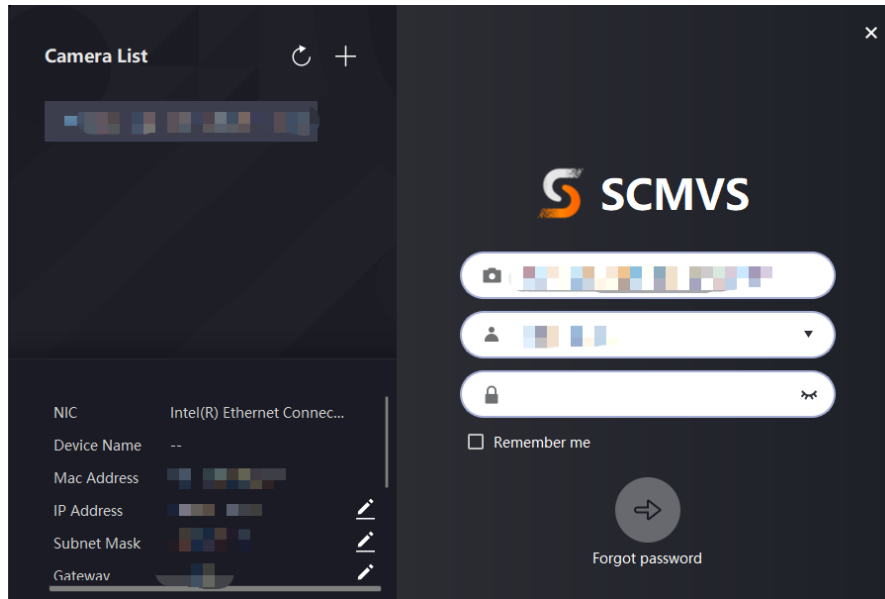 Camera List
SCMVS
Remember me
Forgot password
NIC Intel(R) Ethernet Connec...
Device Name --
Mac Address
IP Address
Subnet Mask
Gateway